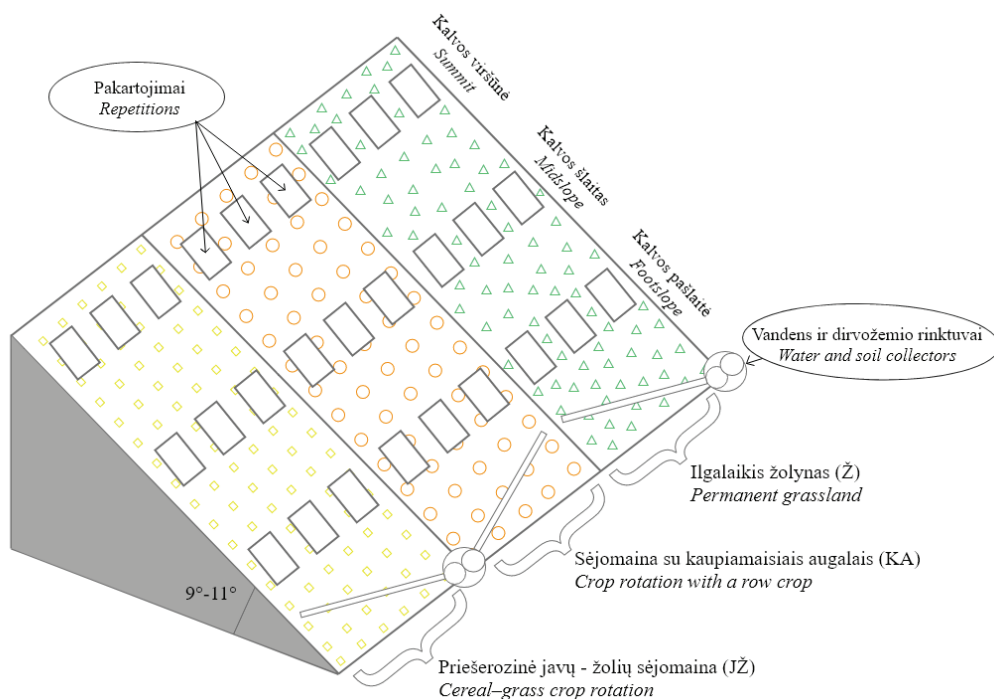 Kalvos viršūnė
Summit
Pakartojimai
Repetitions
Kalvos šlaitas
Midslope
Kalvos pašlaitė
Footslope
Vandens ir dirvožemio rinktuvai
Water and soil collectors
Ilgalaikis žolynas (Ž)
Permanent grassland
Sėjomaina su kaupiamaisiais augalais (KA)
Crop rotation with a row crop
9°-11°
Priešerozinė javų - žolių sėjomaina (JŽ)
Cereal–grass crop rotation